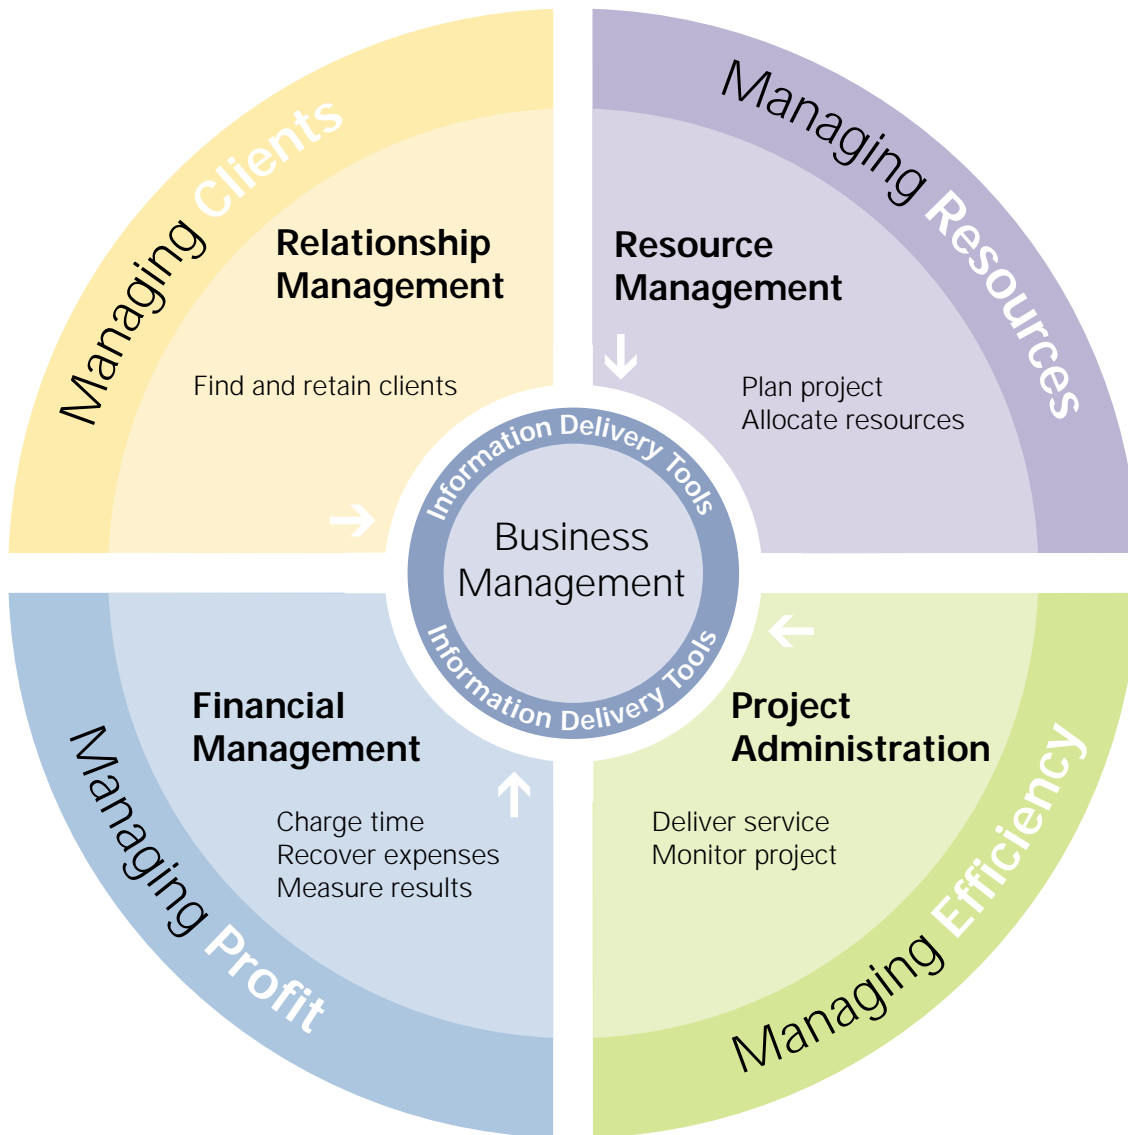 Managing Clients
Relationship
Management
Find and retain clients
Managing Resources
Resource
Management
Plan project
Allocate resources
Information Delivery Tools
Business
Management
Information Delivery Tools
Financial
Management
Charge time
Recover expenses
Measure results
Managing Profit
Project
Administration
Deliver service
Monitor project
Managing Efficiency